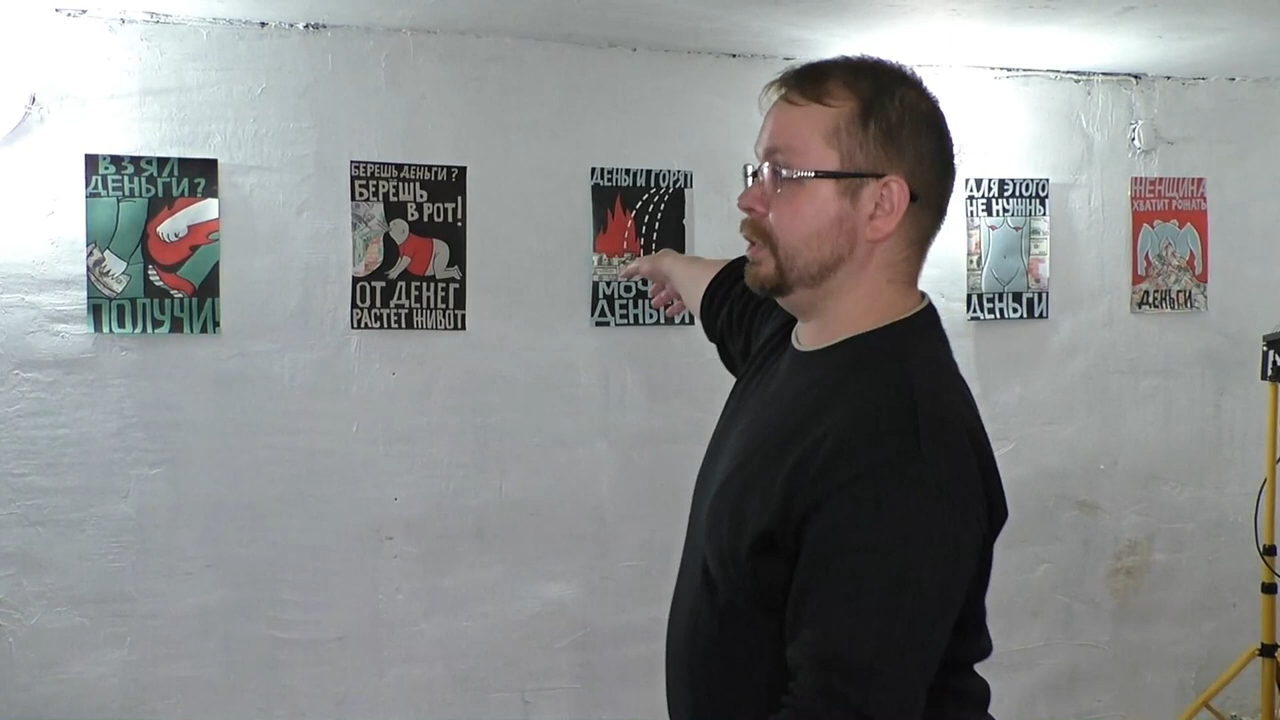 ВЗЯЛ
ДЕНЬГИ?
ПОЛУЧИ
БЕРЕШЬ ДЕНЬГИ?
БЕРЕШЬ
В РОТ!
ОТ ДЕНЕГ
РАСТЕТ ЖИВОТ
ДЕНЬГИ ГОРЯТ
ДЕНЬГИ
ДЛЯ ЭТОГО
НЕ НУЖНЫ
ДЕНЬГИ
ЖЕНЩИНА
ХВАТИТ РОЖАТЬ
ДЕНЬГИ